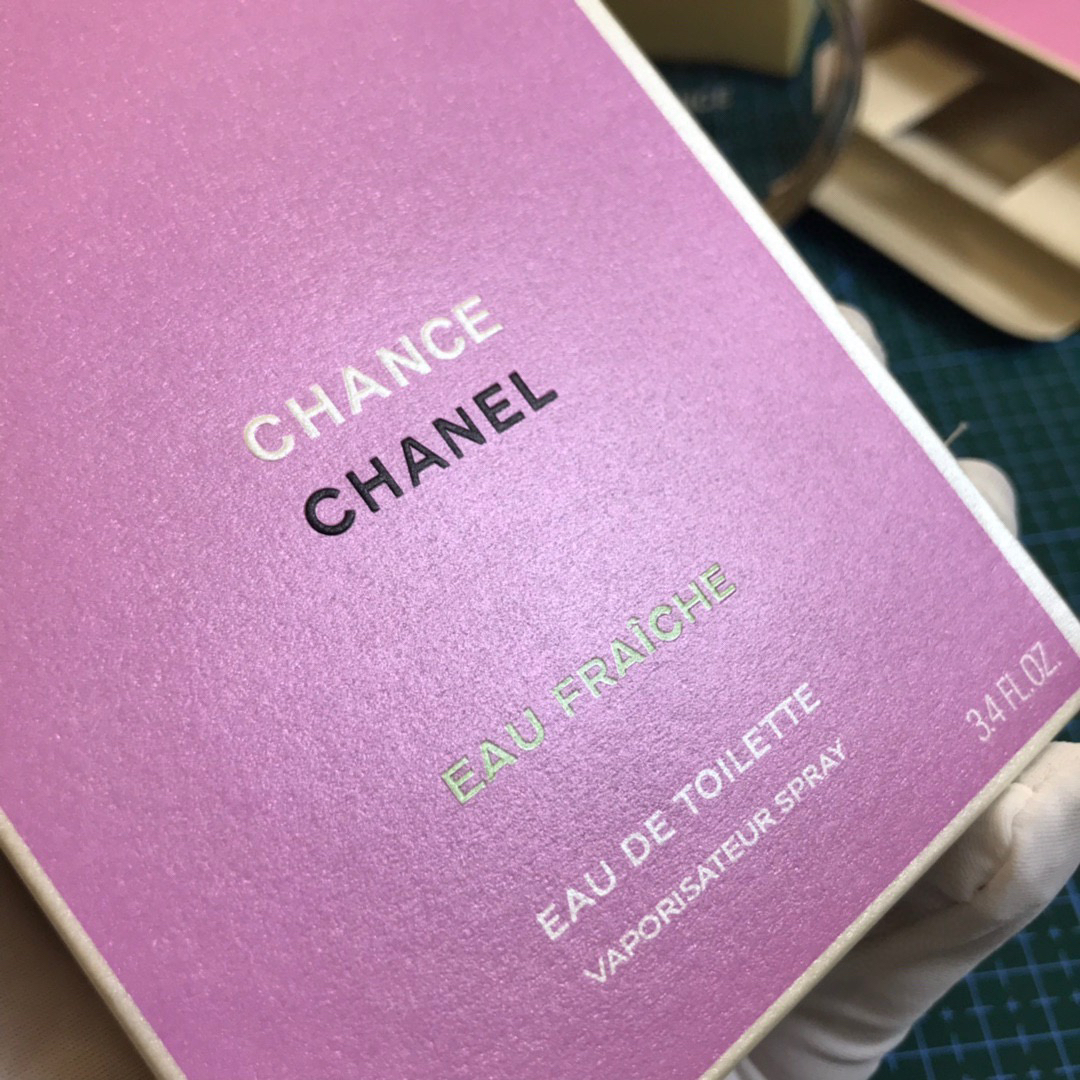 CHANCE
CHANEL
EAU FRAÎCHE
EAU DE TOILETTE
VAPORISATEUR SPRAY
3.4 FL.OZ.